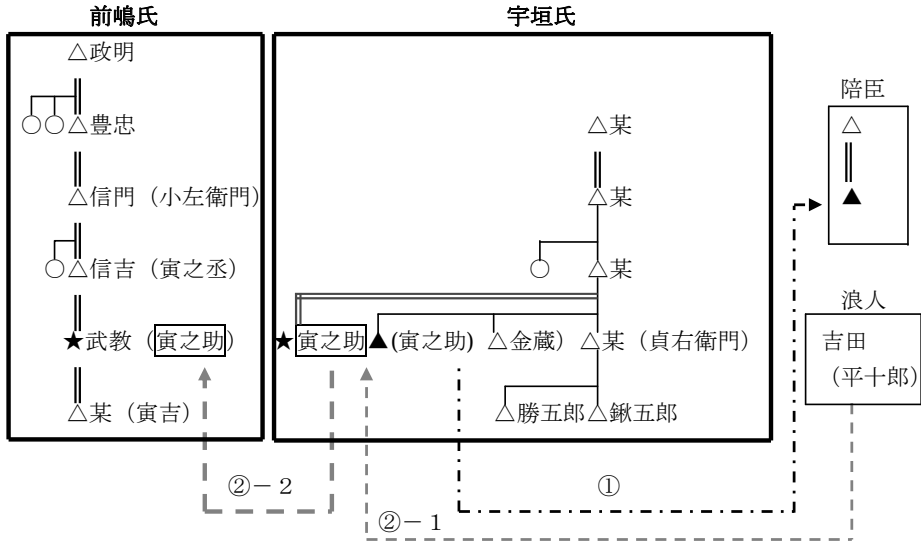 前嶋氏
宇垣氏
△政明
陪臣
○○△豊忠
△某
△
△信門（小左衛門）
△某
▲
○△信吉（寅之丞）
○△某
浪人
★武教（寅之助）
★寅之助▲(寅之助)△金蔵）△某（貞右衛門）
吉田
（平十郎）
△某（寅吉）
△勝五郎△鍬五郎
②－２
①
②－１